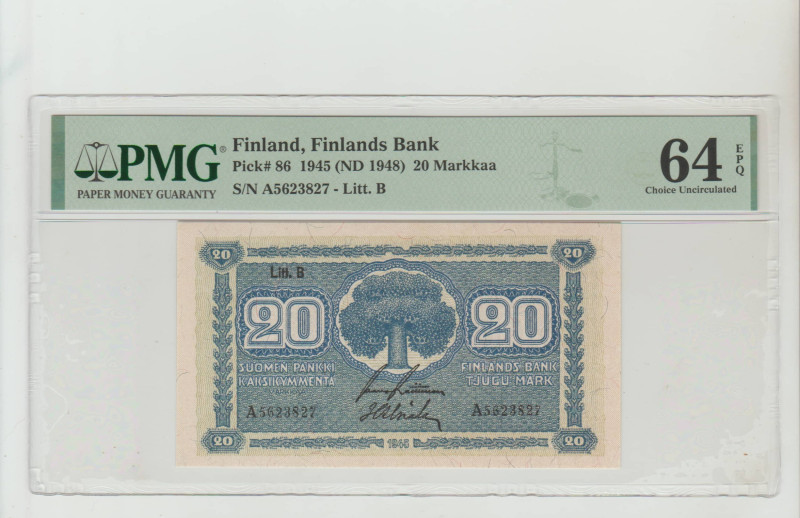 PMG®
PAPER MONEY GUARANTY
Finland, Finlands Bank
Pick# 86 1945 (ND 1948) 20 Markkaa
S/N A5623827 - Litt. B
64 EPQ
Choice Uncirculated
20 20
Litt. B
20 20
SUOMEN PANKKI FINLANDS BANK
KAKSIKYMMENTÄ TJUGU MARK
A5623827 A5623827
20 1945 20